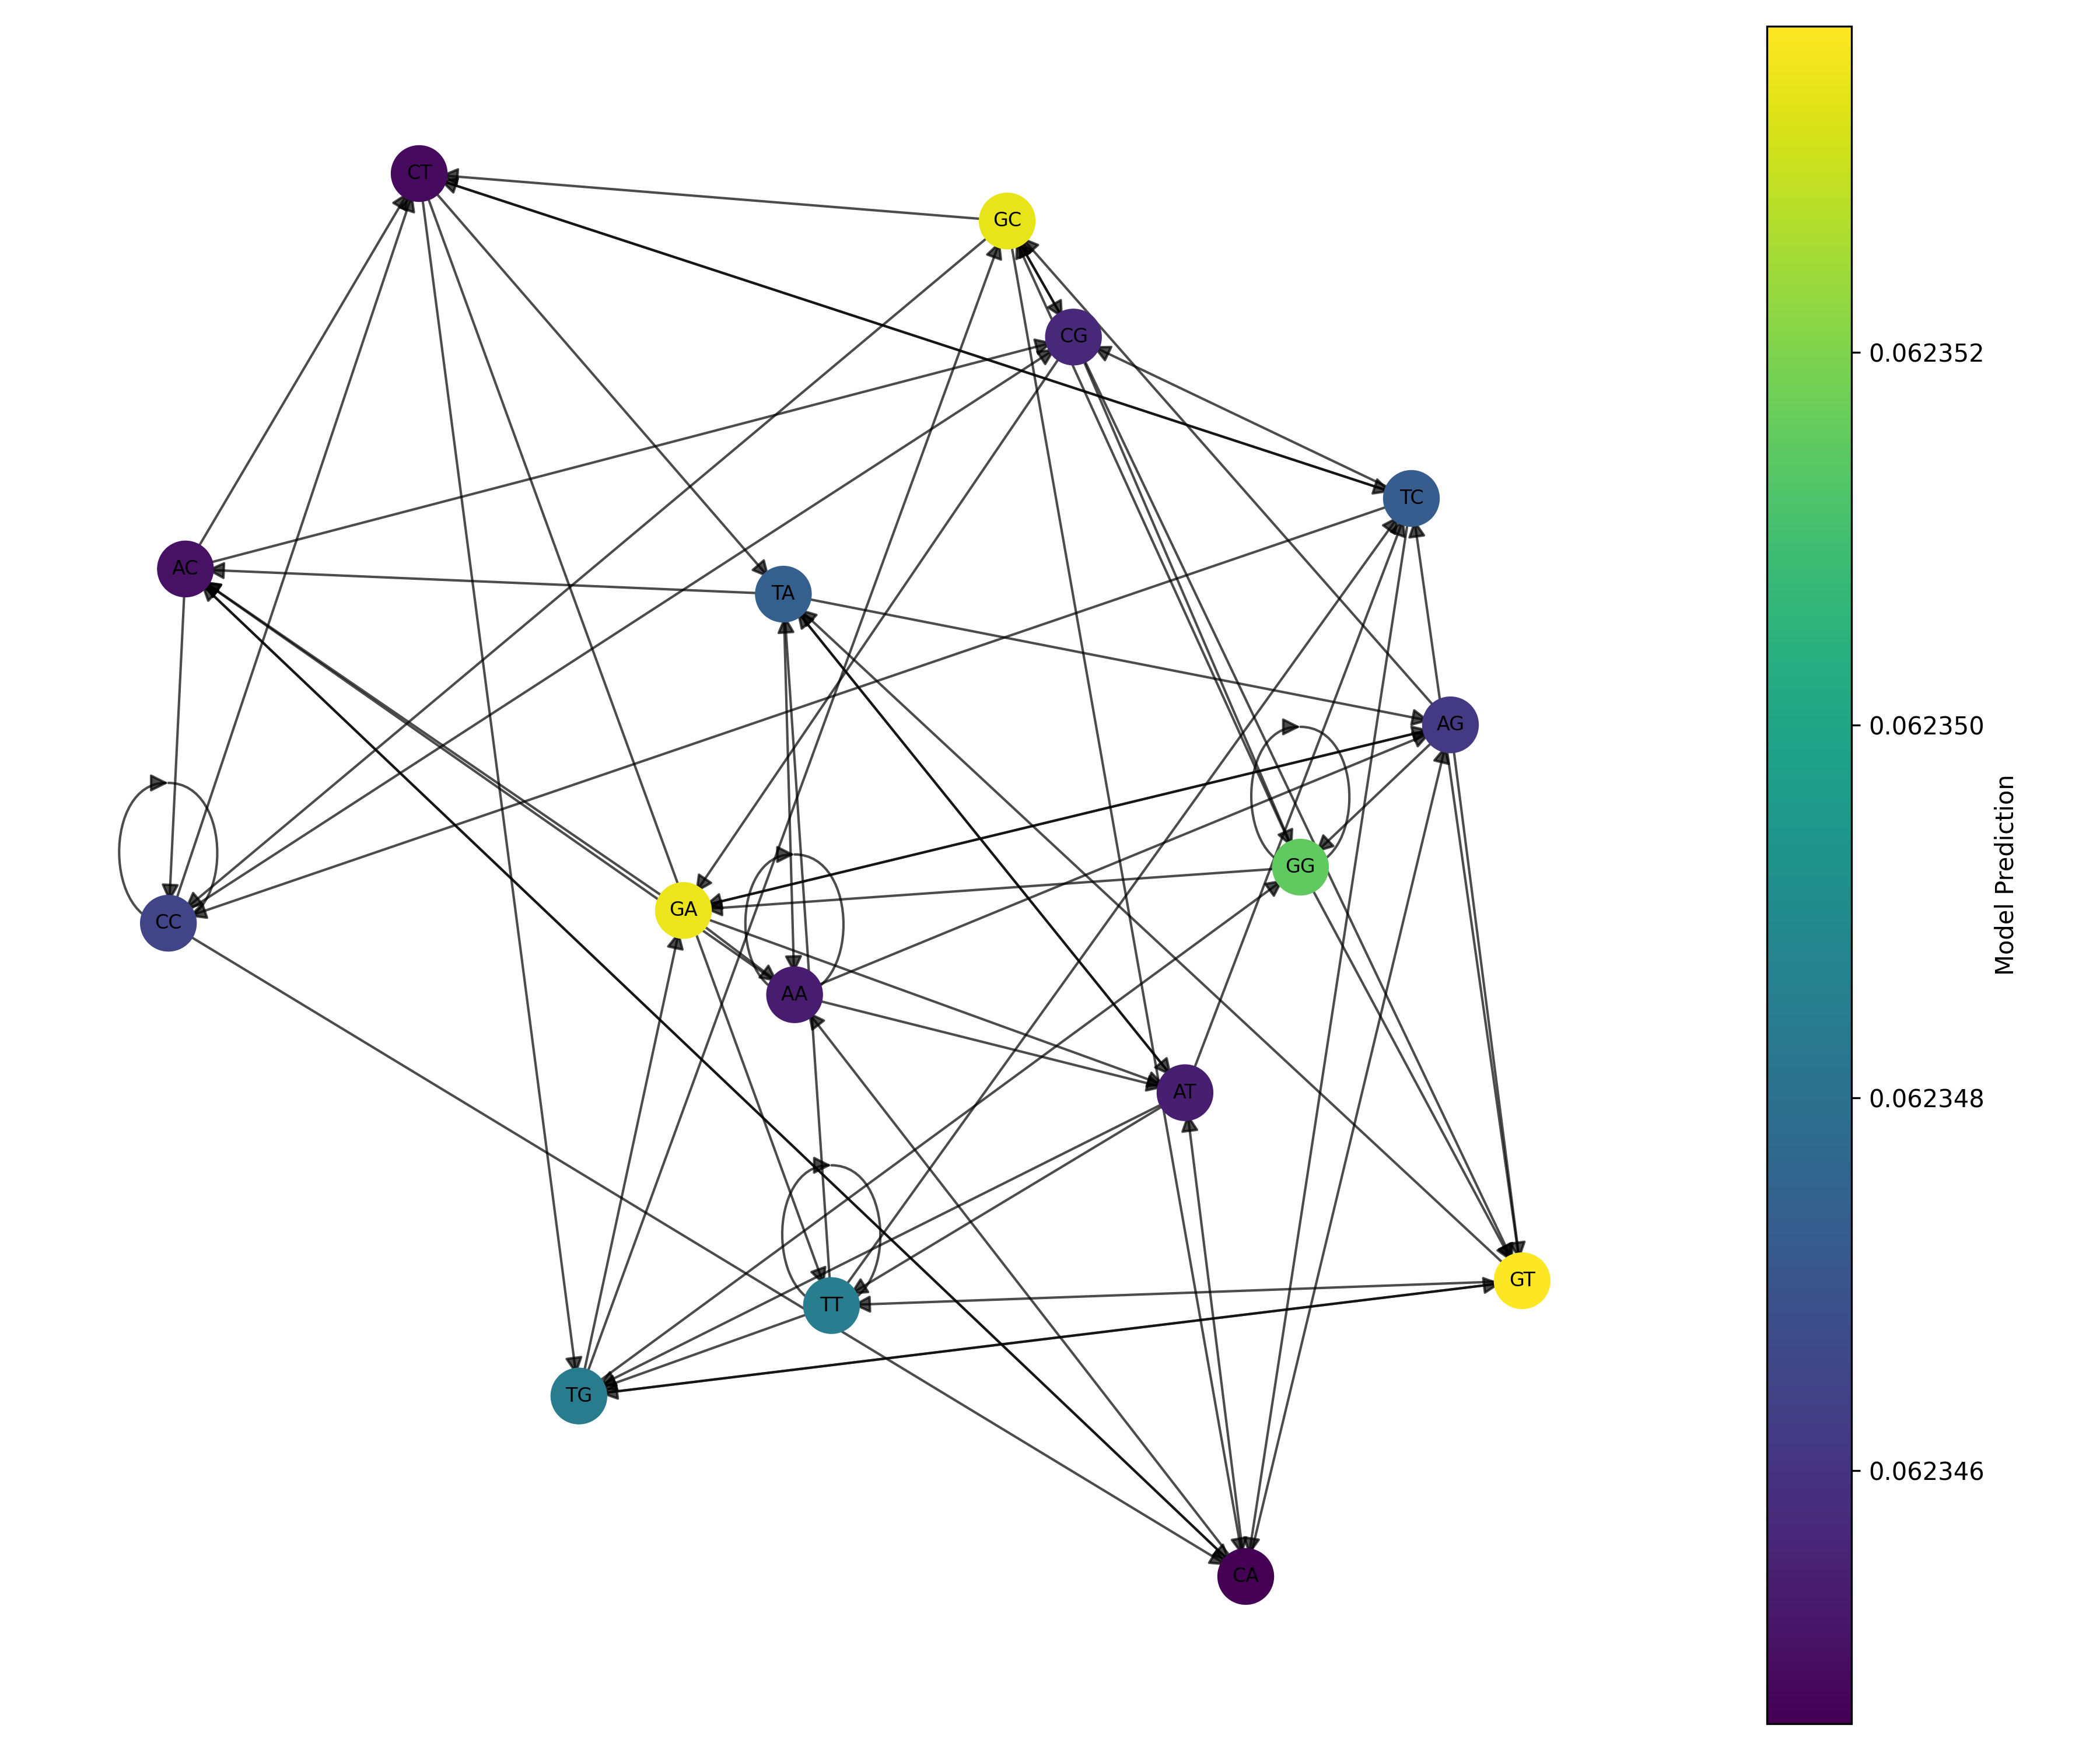 CT
GC
CG
TC
AC
TA
AG
GG
GA
CC
AA
AT
GT
TT
TG
CA
0.062352
0.062350
0.062348
0.062346
Model Prediction